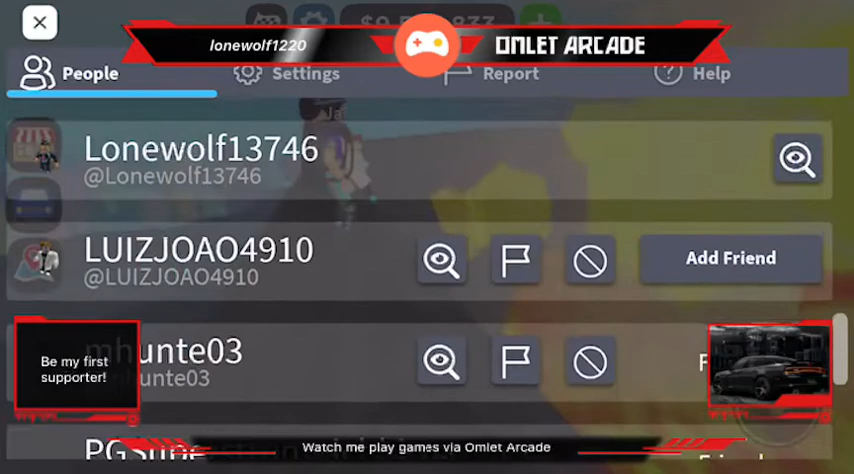 lonewolf1220
OMLET ARCADE
People
Settings
Report
Help
Lonewolf13746
@Lonewolf13746
LUIZJOAO4910
@LUIZJOAO4910
Add Friend
mhunte03
Be my first
supporter!
Watch me play games via Omlet Arcade